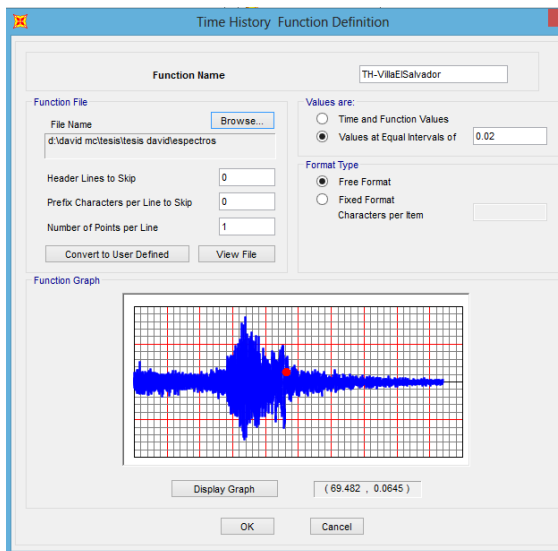 Time History Function Definition
Function Name
TH-VillaElSalvador
Function File
File Name
Browse...
d:\david mc\tesis\tesis david\espectros
Header Lines to Skip
0
Prefix Characters per Line to Skip
0
Number of Points per Line
1
Convert to User Defined
View File
Values are:
Time and Function Values
Values at Equal Intervals of
0.02
Format Type
Free Format
Fixed Format
Characters per Item
Function Graph
Display Graph
( 69.482 , 0.0645 )
OK
Cancel